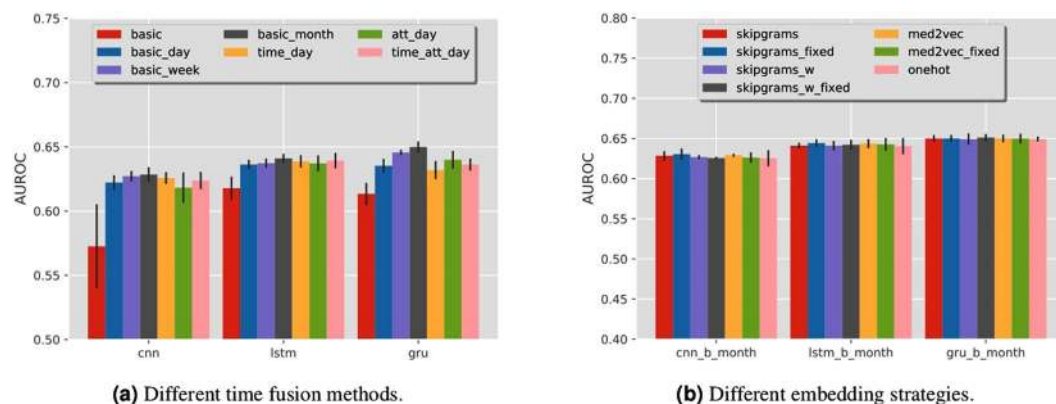 0.75
0.70
0.65
0.60
0.55
0.50
AUROC
basic
basic_day
basic_week
basic_month
time_day
att_day
time_att_day
cnn
lstm
gru
(a) Different time fusion methods.
0.80
0.75
0.70
0.65
0.60
0.55
0.50
0.45
0.40
AUROC
skipgrams
skipgrams_fixed
skipgrams_w
skipgrams_w_fixed
med2vec
med2vec_fixed
onehot
cnn_b_month
lstm_b_month
gru_b_month
(b) Different embedding strategies.